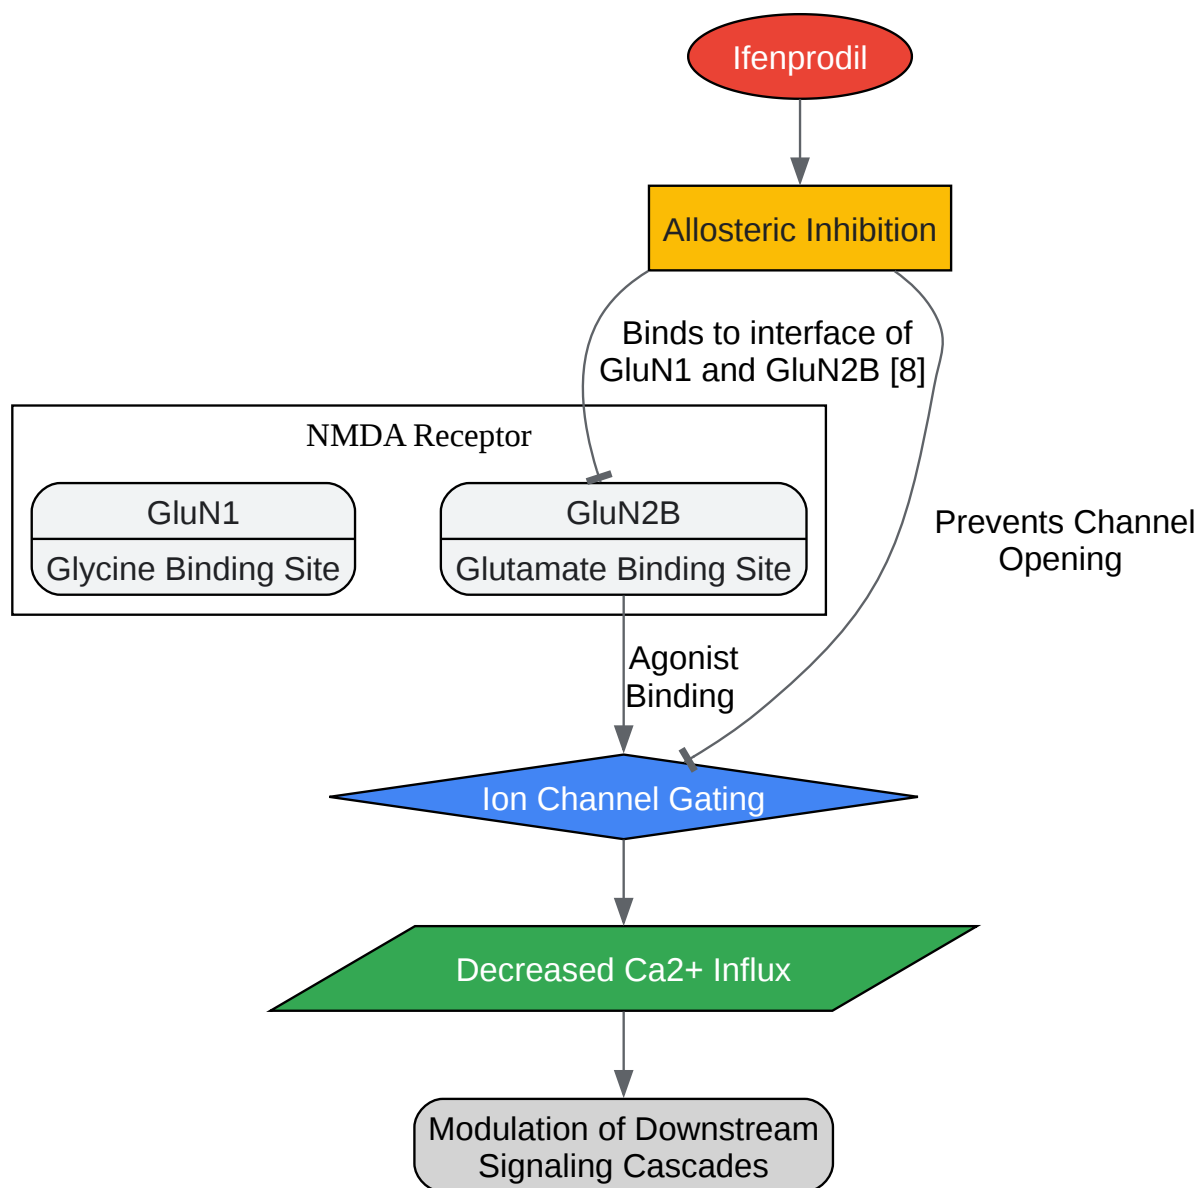 Ifenprodil
Allosteric Inhibition
Binds to interface of
GluN1 and GluN2B [8]
NMDA Receptor
GluN1
Glycine Binding Site
GluN2B
Glutamate Binding Site
Prevents Channel
Opening
Agonist
Binding
Ion Channel Gating
Decreased Ca2+ Influx
Modulation of Downstream
Signaling Cascades